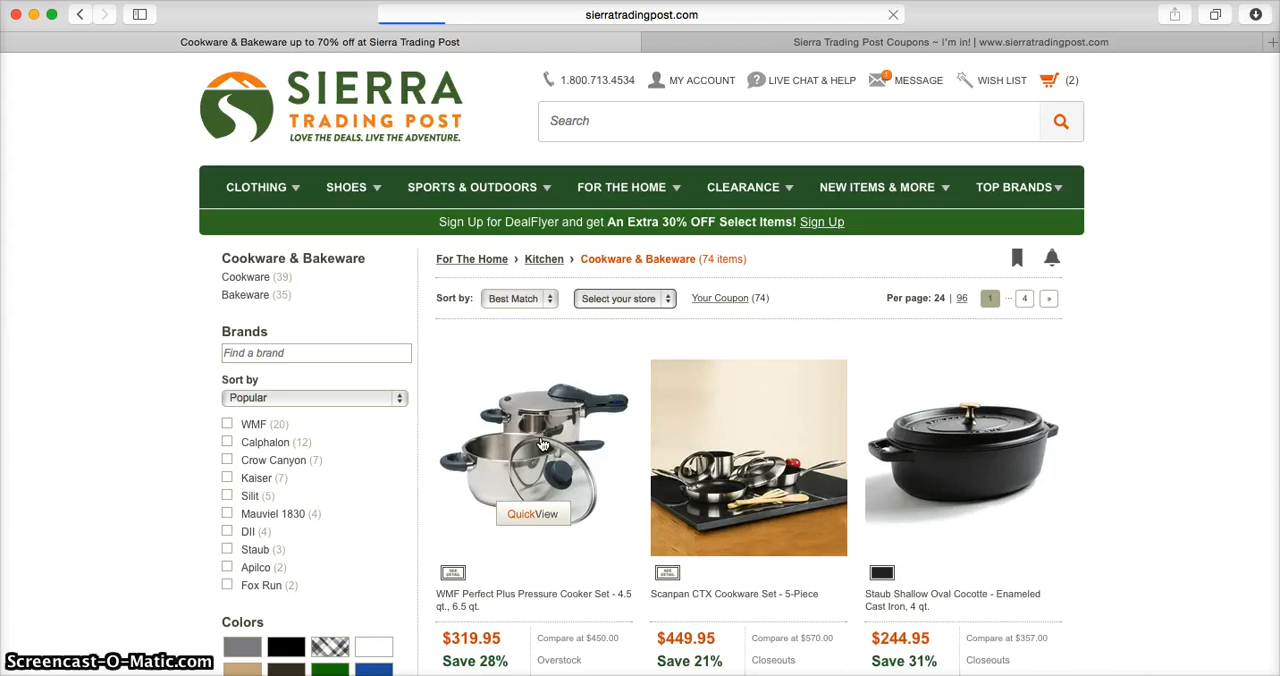 sierratradingpost.com
Cookware & Bakeware up to 70% off at Sierra Trading Post
Sierra Trading Post Coupons ~ I'm in! | www.sierratradingpost.com
SIERRA
TRADING POST
LOVE THE DEALS. LIVE THE ADVENTURE.
1.800.713.4534 MY ACCOUNT LIVE CHAT & HELP 1 MESSAGE WISH LIST (2)
Search
CLOTHING SHOES SPORTS & OUTDOORS FOR THE HOME CLEARANCE NEW ITEMS & MORE TOP BRANDS
Sign Up for DealFlyer and get An Extra 30% OFF Select Items! Sign Up
Cookware & Bakeware
Cookware (39)
Bakeware (35)
Brands
Find a brand
Sort by
Popular
WMF (20)
Calphalon (12)
Crow Canyon (7)
Kaiser (7)
Silit (5)
Mauviel 1830 (4)
DII (4)
Staub (3)
Apilco (2)
Fox Run (2)
Colors
For The Home › Kitchen › Cookware & Bakeware (74 items)
Sort by: Best Match Select your store Your Coupon (74) Per page: 24 | 96 1 ... 4 »
QuickView
SEE DETAIL
WMF Perfect Plus Pressure Cooker Set - 4.5
qt., 6.5 qt.
$319.95 Compare at $450.00
Save 28% Overstock
SEE DETAIL
Scanpan CTX Cookware Set - 5-Piece
$449.95 Compare at $570.00
Save 21% Closeouts
Staub Shallow Oval Cocotte - Enameled
Cast Iron, 4 qt.
$244.95 Compare at $357.00
Save 31% Closeouts
Screencast-O-Matic.com